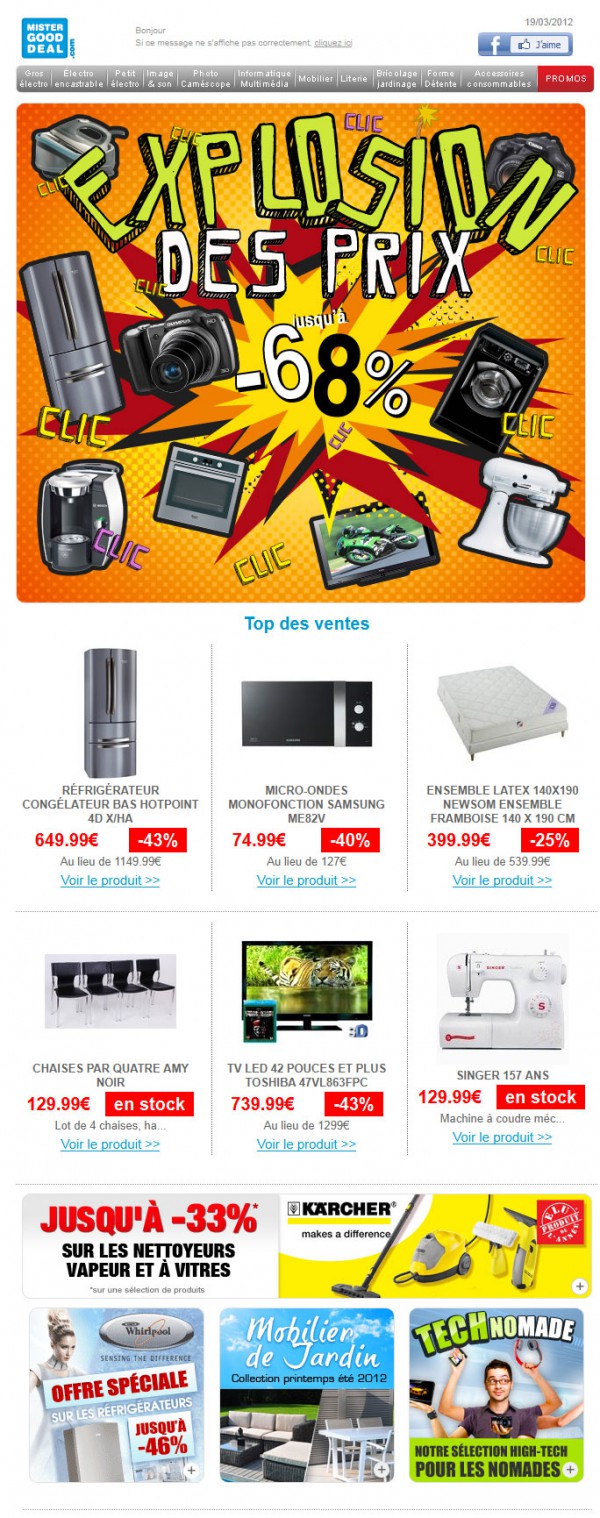 MISTER
GOOD
DEAL.com
Bonjour
Si ce message ne s'affiche pas correctement, cliquez ici
19/03/2012
f J'aime
Gros électro
Électro encastrable
Petit électro
Image & son
Photo Caméscope
Informatique Multimédia
Mobilier
Literie
Bricolage jardinage
Forme Détente
Accessoires consommables
PROMOS
CLIC
CLIC
CLIC
EXPLOSION
DES PRIX
CLIC
CLIC
jusqu'à
-68%
OLYMPUS
CLIC
CLIC
CLIC
CLIC
CLIC
Top des ventes
RÉFRIGÉRATEUR
CONGÉLATEUR BAS HOTPOINT
4D X/HA
649.99€ -43%
Au lieu de 1149.99€
Voir le produit >>
MICRO-ONDES
MONOFONCTION SAMSUNG
ME82V
74.99€ -40%
Au lieu de 127€
Voir le produit >>
ENSEMBLE LATEX 140X190
NEWSOM ENSEMBLE
FRAMBOISE 140 X 190 CM
399.99€ -25%
Au lieu de 539.99€
Voir le produit >>
CHAISES PAR QUATRE AMY
NOIR
129.99€ en stock
Lot de 4 chaises, ha...
Voir le produit >>
TV LED 42 POUCES ET PLUS
TOSHIBA 47VL863FPC
739.99€ -43%
Au lieu de 1299€
Voir le produit >>
SINGER
S
SINGER 157 ANS
129.99€ en stock
Machine à coudre méc...
Voir le produit >>
JUSQU'À -33%*
SUR LES NETTOYEURS
VAPEUR ET À VITRES
*sur une sélection de produits
KÄRCHER®
makes a difference
ÉLU
PRODUIT
DE
L'ANNÉE
Whirlpool
SENSING THE DIFFERENCE
OFFRE SPÉCIALE
SUR LES RÉFRIGÉRATEURS
JUSQU'À
-46%
Mobilier
de Jardin
Collection printemps été 2012
TECHNOMADE
NOTRE SÉLECTION HIGH-TECH
POUR LES NOMADES